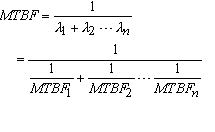 MTBF = 1 / (λ₁ + λ₂ ⋯ λₙ)
= 1 / (1/MTBF₁ + 1/MTBF₂ ⋯ 1/MTBFₙ)